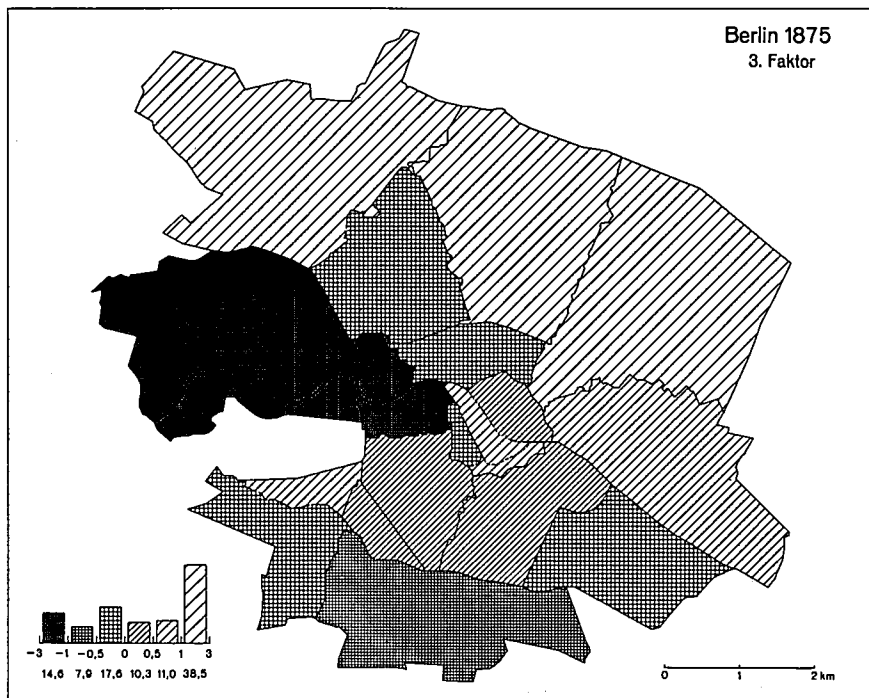 Berlin 1875
3. Faktor
-3 -1 -0,5 0 0,5 1 3
14,6 7,9 17,6 10,3 11,0 38,5
0 1 2 km